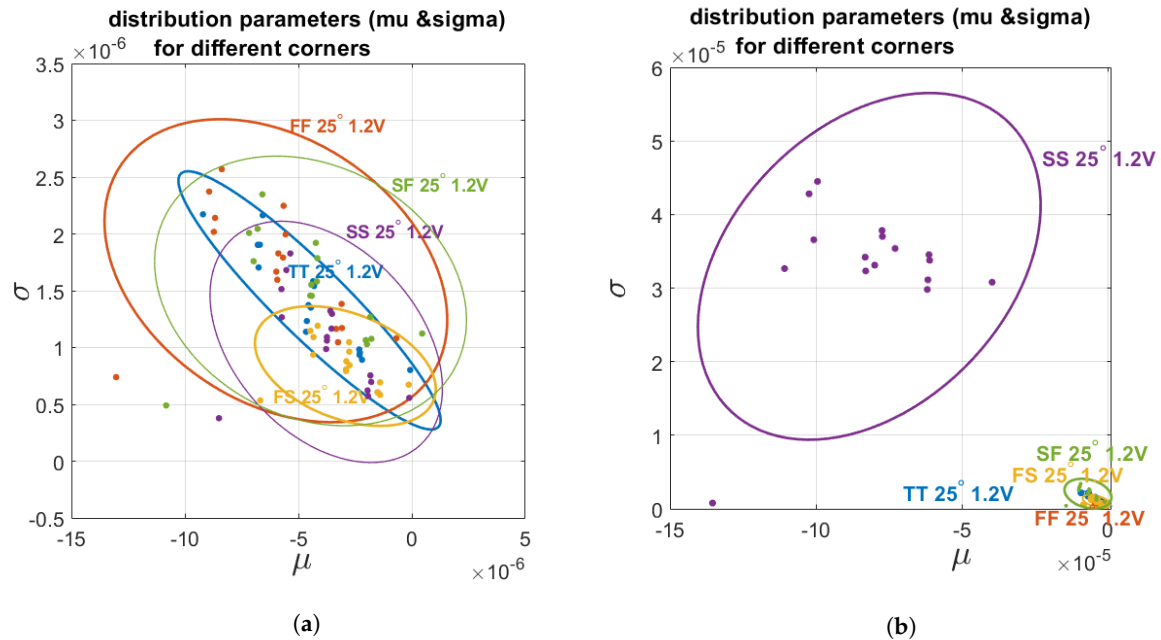 distribution parameters (mu &sigma)
for different corners
×10⁻⁶
3.5
3
2.5
2
1.5
1
0.5
0
-0.5
σ
FF 25° 1.2V
SF 25° 1.2V
SS 25° 1.2V
TT 25° 1.2V
FS 25° 1.2V
-15
-10
-5
0
5
μ
×10⁻⁶
(a)
distribution parameters (mu &sigma)
for different corners
×10⁻⁵
6
5
4
3
2
1
0
σ
SS 25° 1.2V
SF 25° 1.2V
FS 25° 1.2V
TT 25° 1.2V
FF 25° 1.2V
-15
-10
-5
0
μ
×10⁻⁵
(b)